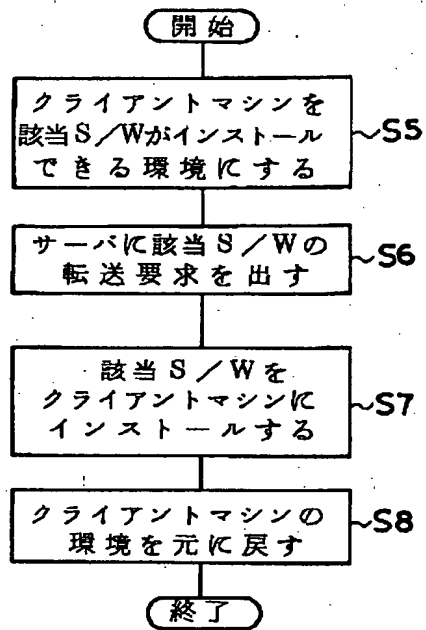 開始
クライアントマシンを
該当S/Wがインストール
できる環境にする
~S5
サーバに該当S/Wの
転送要求を出す
~S6
該当S/Wを
クライアントマシンに
インストールする
~S7
クライアントマシンの
環境を元に戻す
~S8
終了